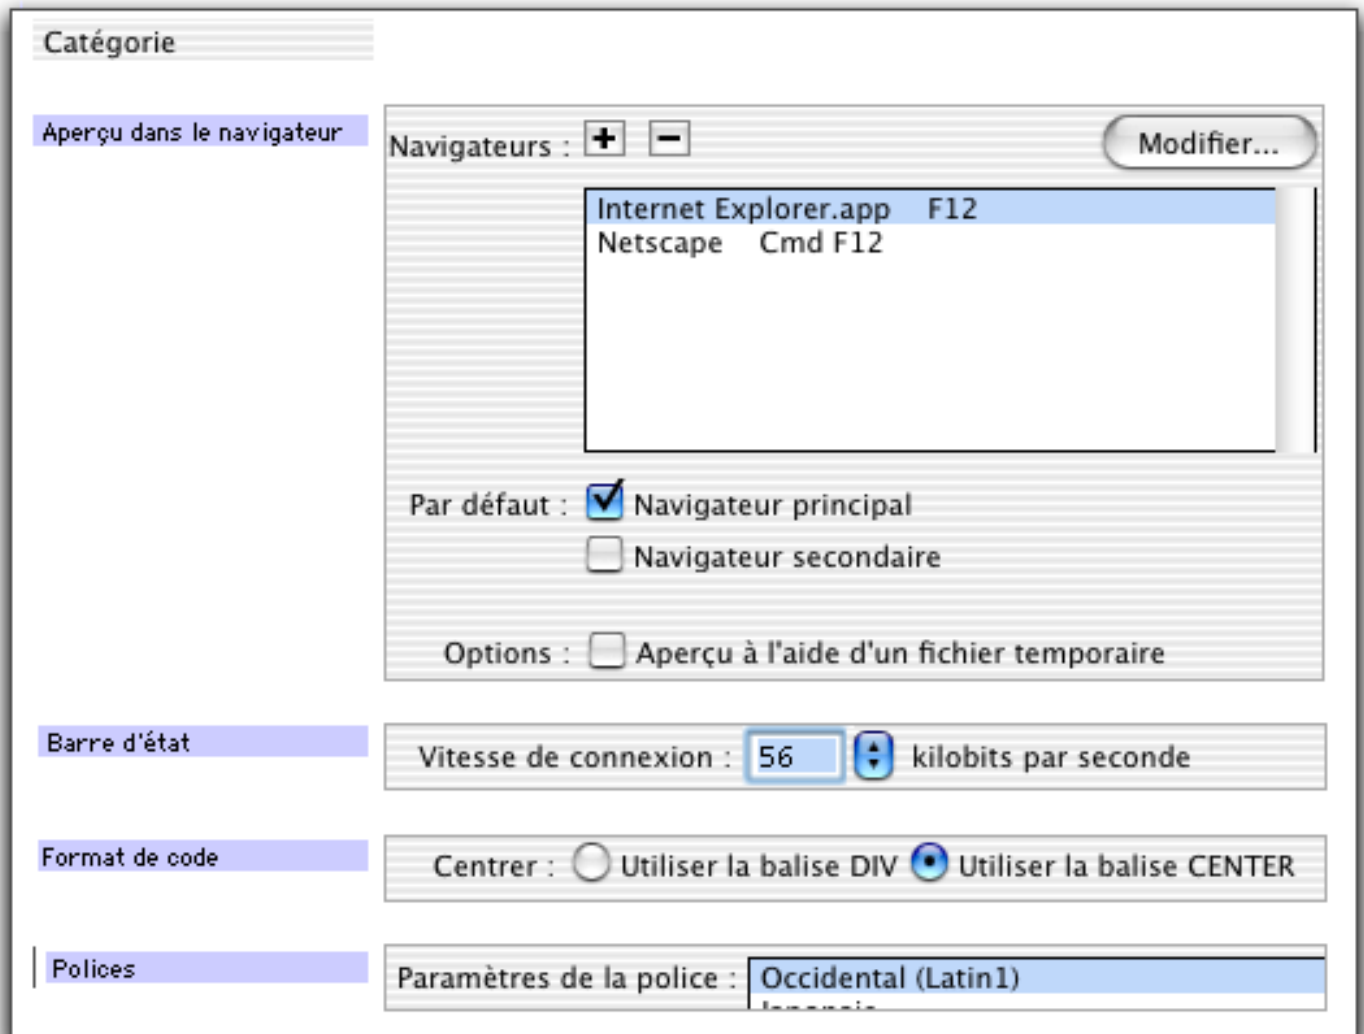 Catégorie
Aperçu dans le navigateur
Navigateurs : + − Modifier...
Internet Explorer.app F12
Netscape Cmd F12
Par défaut : Navigateur principal
Navigateur secondaire
Options : Aperçu à l'aide d'un fichier temporaire
Barre d'état
Vitesse de connexion : 56 kilobits par seconde
Format de code
Centrer : Utiliser la balise DIV Utiliser la balise CENTER
Polices
Paramètres de la police : Occidental (Latin1)